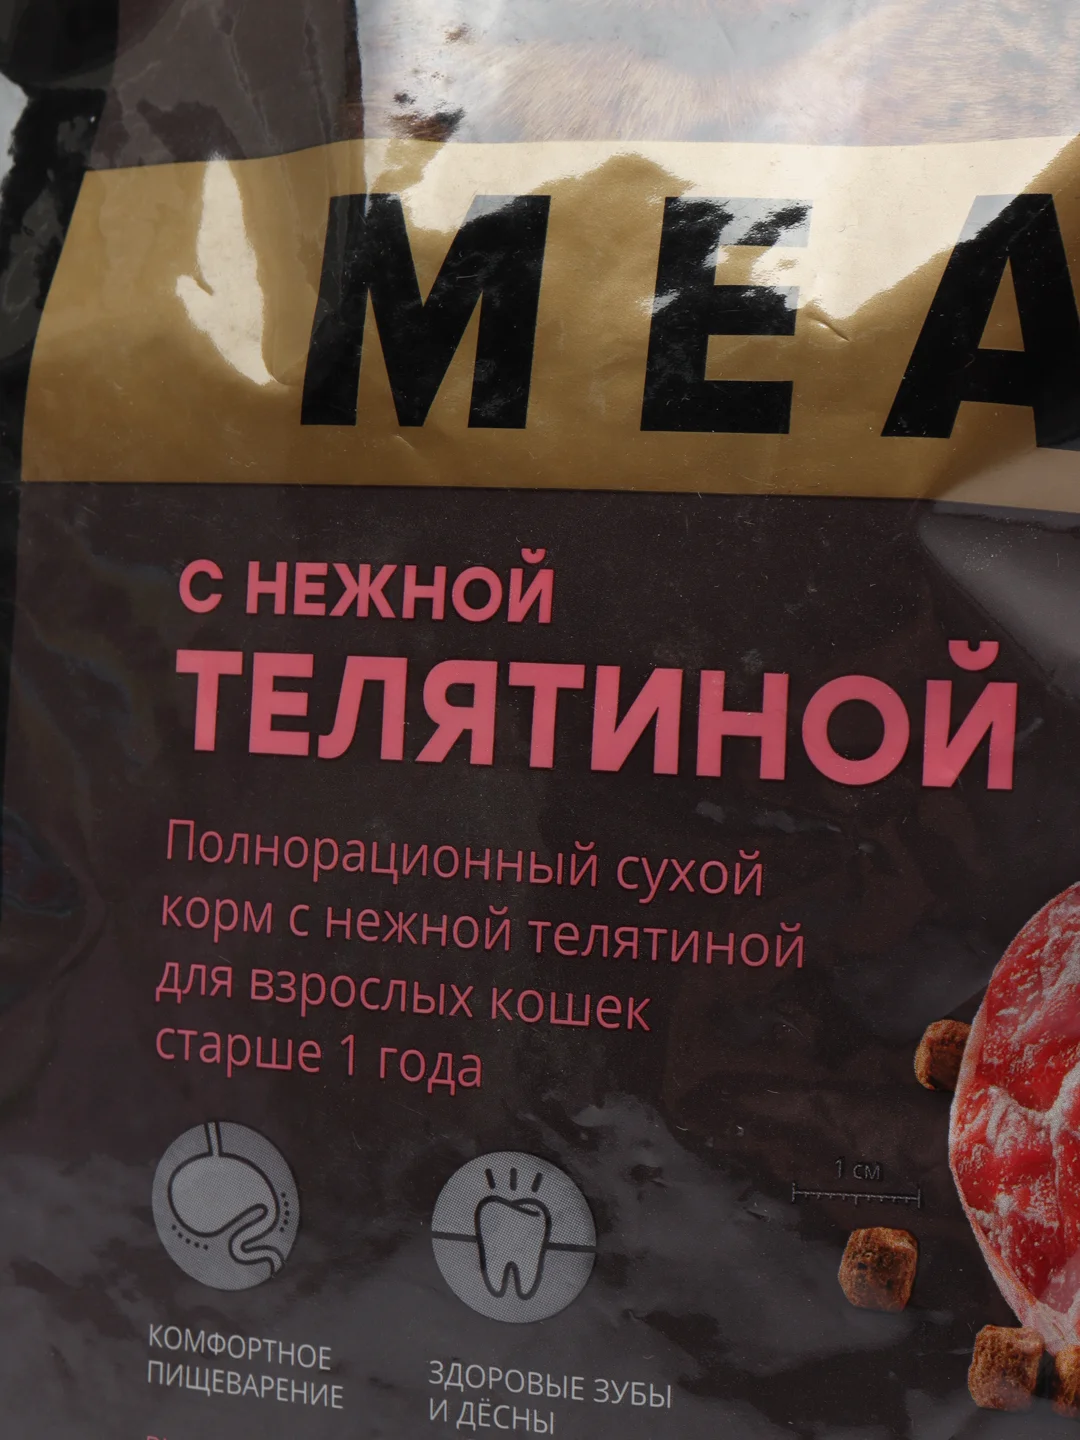 MEA
С НЕЖНОЙ
ТЕЛЯТИНОЙ
Полнорационный сухой
корм с нежной телятиной
для взрослых кошек
старше 1 года
1 см
КОМФОРТНОЕ
ПИЩЕВАРЕНИЕ
ЗДОРОВЫЕ ЗУБЫ
И ДЁСНЫ